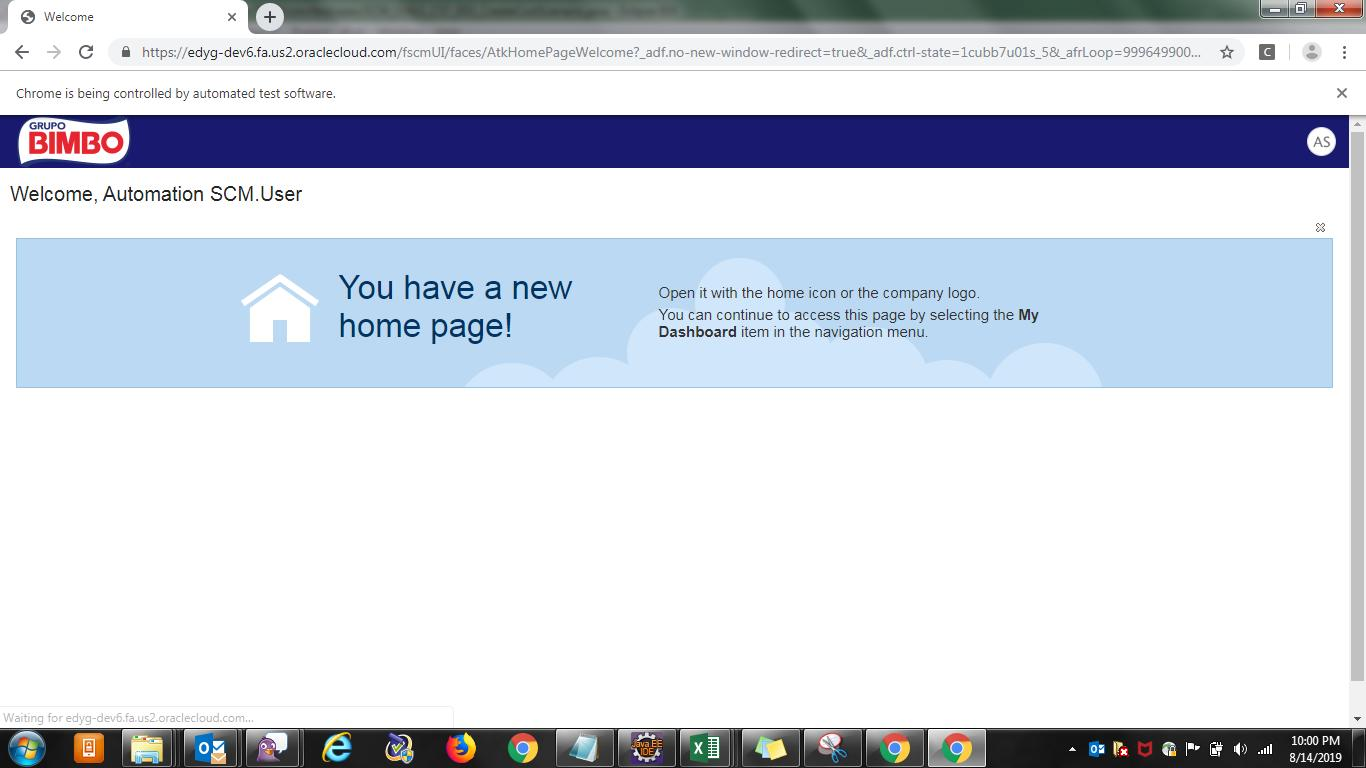 Welcome
https://edyg-dev6.fa.us2.oraclecloud.com/fscmUI/faces/AtkHomePageWelcome?_adf.no-new-window-redirect=true&_adf.ctrl-state=1cubb7u01s_5&_afrLoop=999649900...
C
Chrome is being controlled by automated test software.
GRUPO
BIMBO
AS
Welcome, Automation SCM.User
You have a new
home page!
Open it with the home icon or the company logo.
You can continue to access this page by selecting the My
Dashboard item in the navigation menu.
Waiting for edyg-dev6.fa.us2.oraclecloud.com...
Java EE
IDE
10:00 PM
8/14/2019